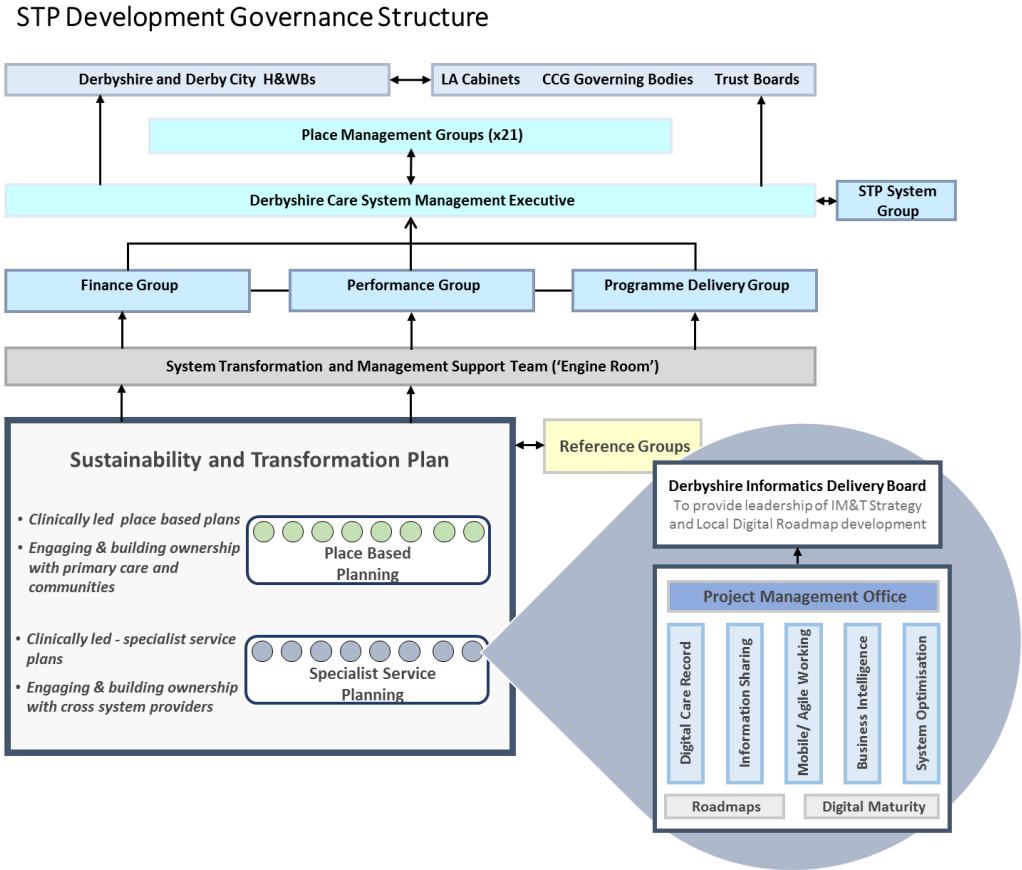 STP Development Governance Structure
Derbyshire and Derby City H&WBs
LA Cabinets CCG Governing Bodies Trust Boards
Place Management Groups (x21)
Derbyshire Care System Management Executive
STP System
Group
Finance Group
Performance Group
Programme Delivery Group
System Transformation and Management Support Team (‘Engine Room’)
Sustainability and Transformation Plan
• Clinically led place based plans
• Engaging & building ownership
with primary care and
communities
Place Based
Planning
• Clinically led - specialist service
plans
• Engaging & building ownership
with cross system providers
Specialist Service
Planning
Reference Groups
Derbyshire Informatics Delivery Board
To provide leadership of IM&T Strategy
and Local Digital Roadmap development
Project Management Office
Digital Care Record
Information Sharing
Mobile/ Agile Working
Business Intelligence
System Optimisation
Roadmaps
Digital Maturity